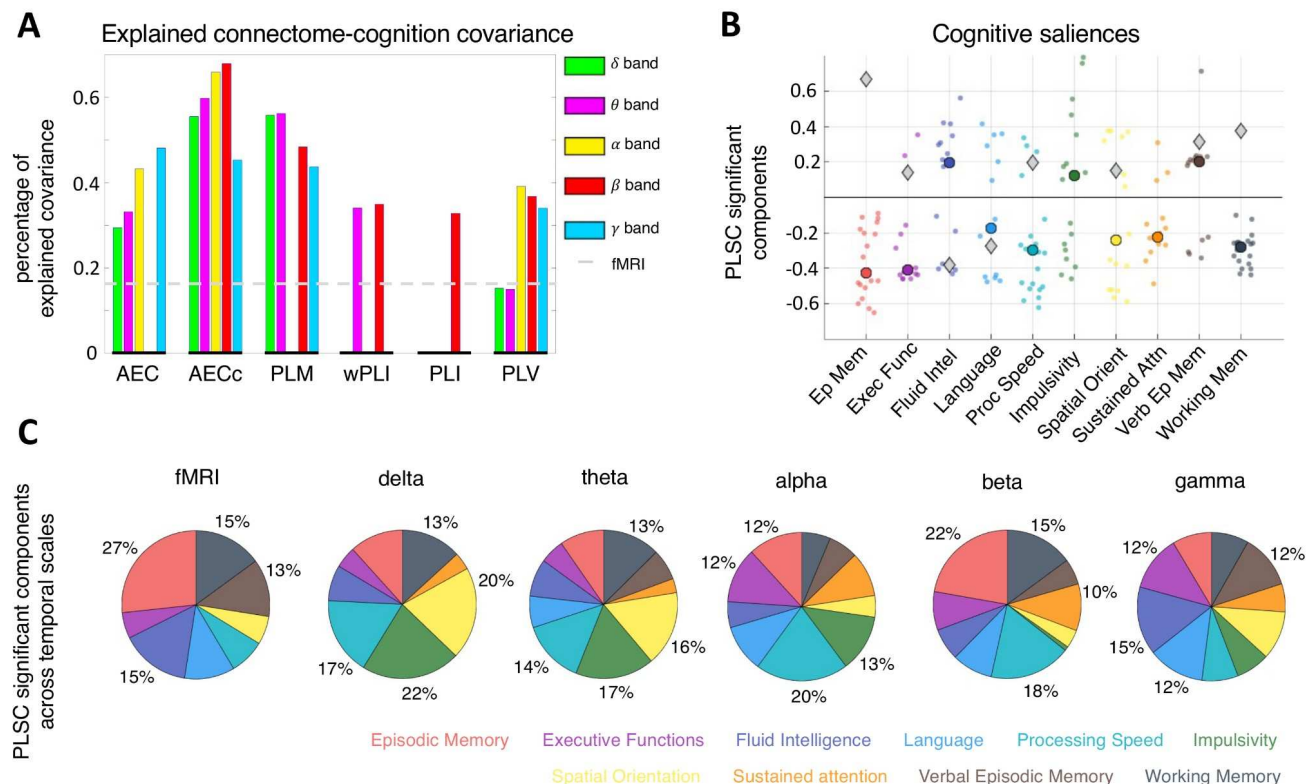 A
Explained connectome-cognition covariance
percentage of
explained covariance
0.6
0.4
0.2
0
AEC
AECc
PLM
wPLI
PLI
PLV
δ band
θ band
α band
β band
γ band
fMRI
B
Cognitive saliences
PLSC significant
components
0.6
0.4
0.2
-0.2
-0.4
-0.6
Ep Mem
Exec Func
Fluid Intel
Language
Proc Speed
Impulsivity
Spatial Orient
Sustained Attn
Verb Ep Mem
Working Mem
C
PLSC significant components
across temporal scales
fMRI
15%
27%
13%
15%
delta
13%
20%
17%
22%
theta
13%
16%
14%
17%
alpha
12%
12%
13%
20%
beta
22%
15%
10%
18%
gamma
12%
12%
15%
12%
Episodic Memory Executive Functions Fluid Intelligence Language Processing Speed Impulsivity
Spatial Orientation Sustained attention Verbal Episodic Memory Working Memory